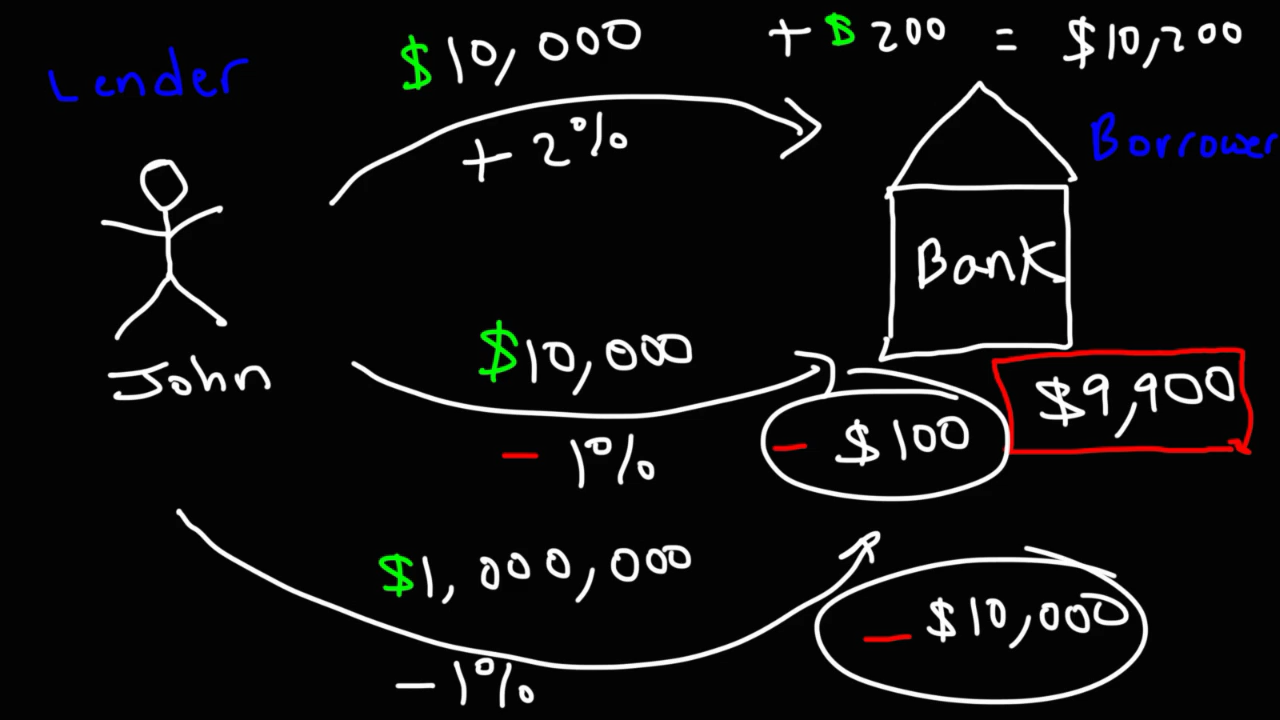 Lender
$10,000 + $200 = $10,200
+ 2%
Borrower
Bank
John
$10,000
- 1%
- $100
$9,900
$1,000,000
- 1%
- $10,000